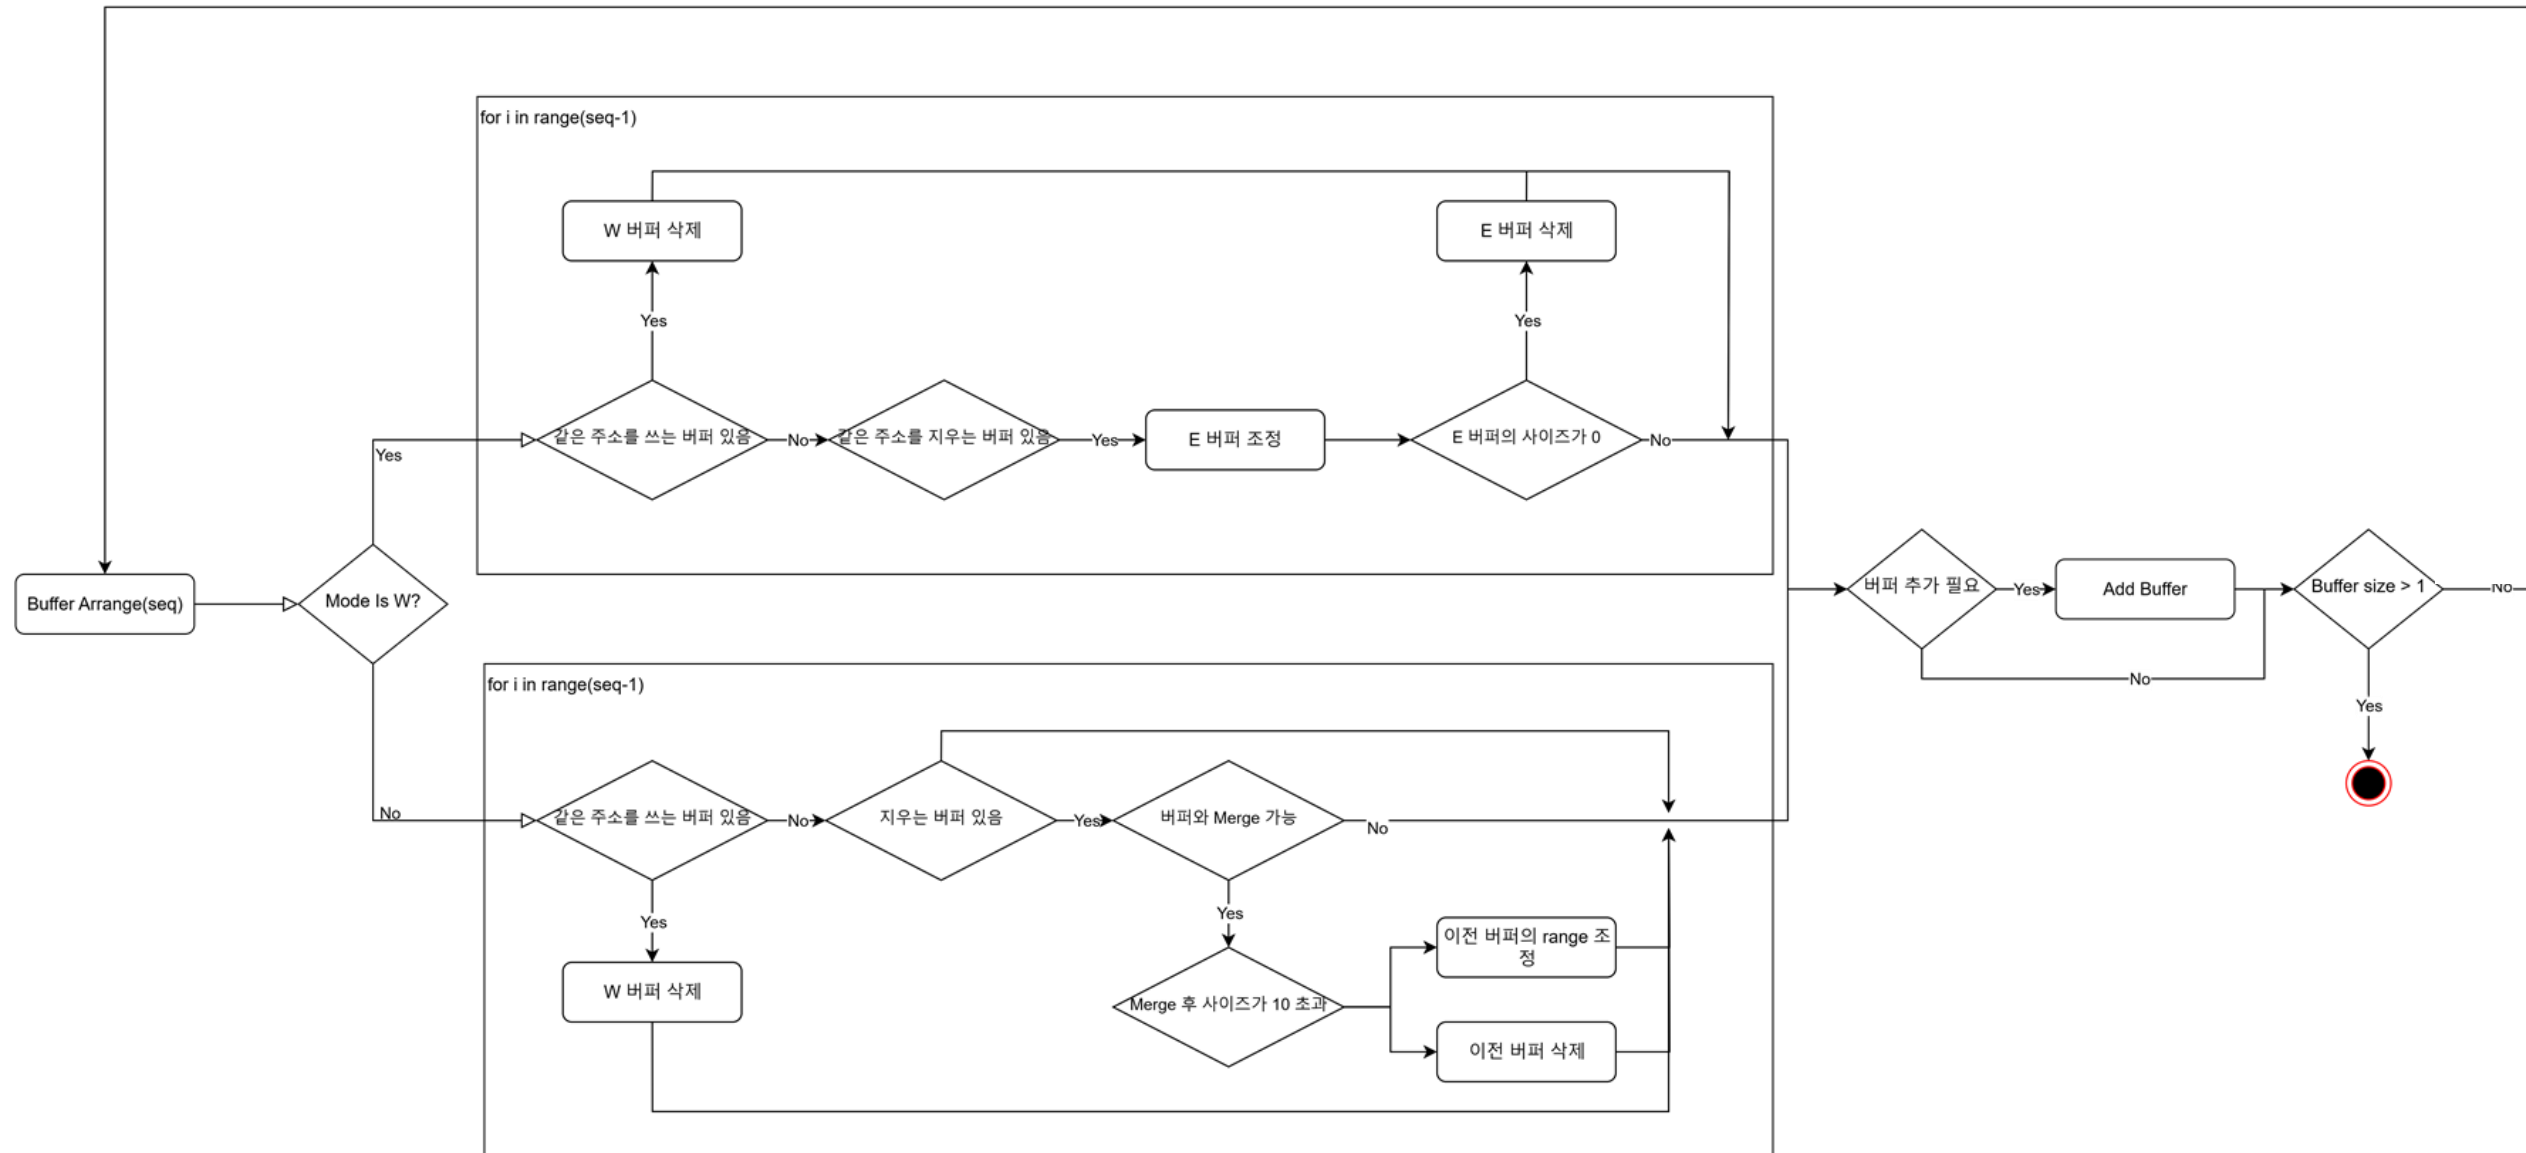 for i in range(seq-1)
W 버퍼 삭제
E 버퍼 삭제
Yes
Yes
같은 주소를 쓰는 버퍼 있음
No
같은 주소를 지우는 버퍼 있음
Yes
E 버퍼 조정
E 버퍼의 사이즈가 0
No
Yes
Buffer Arrange(seq)
Mode Is W?
버퍼 추가 필요
Yes
Add Buffer
Buffer size > 1
No
No
Yes
for i in range(seq-1)
No
같은 주소를 쓰는 버퍼 있음
No
지우는 버퍼 있음
Yes
버퍼와 Merge 가능
No
Yes
Yes
W 버퍼 삭제
Merge 후 사이즈가 10 초과
이전 버퍼의 range 조
정
이전 버퍼 삭제